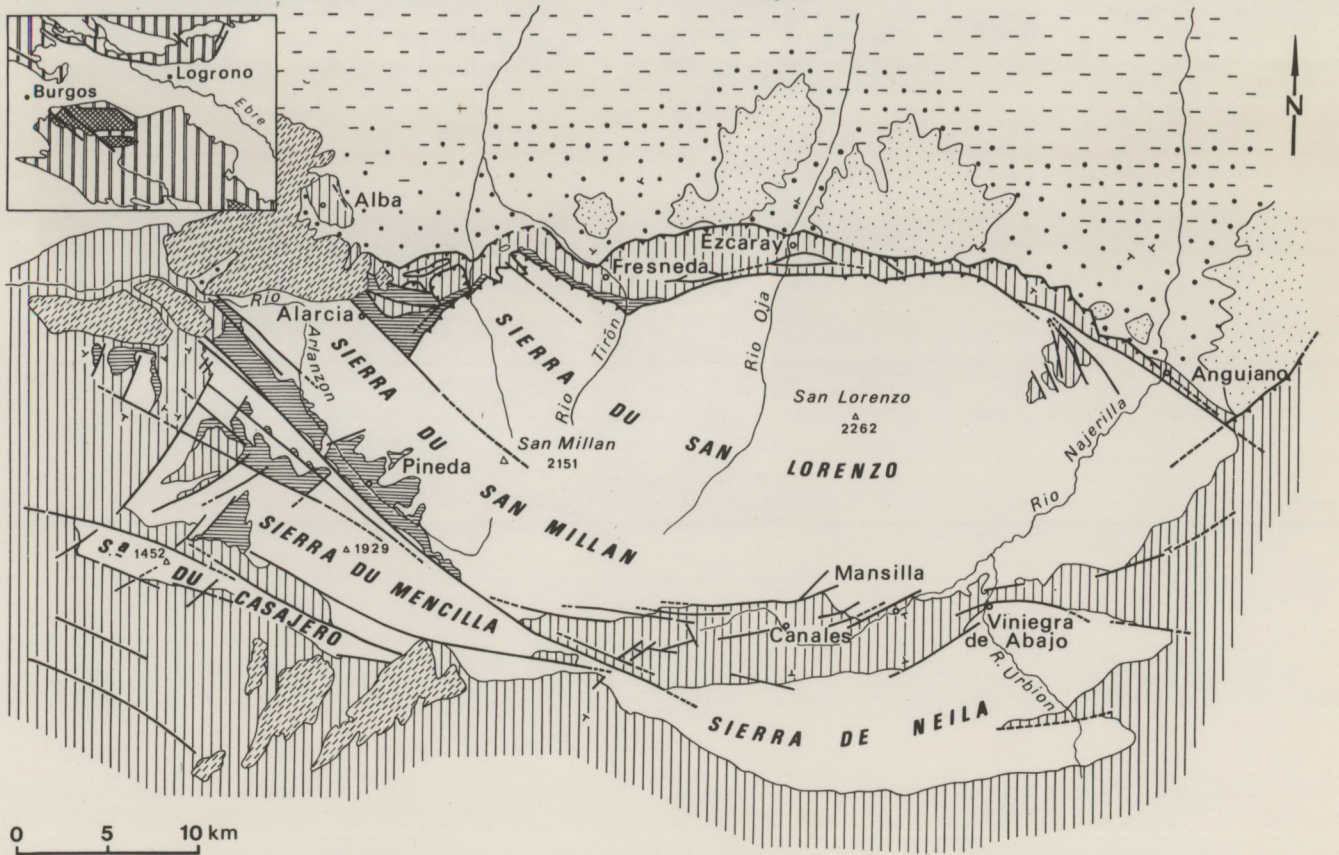 Logrono
Burgos
Ebre
N
Alba
Ezcaray
Fresneda
Rio
Alarcia
Arlanzón
Rio Tirón
Rio Oja
SIERRA DU SAN MILLAN
SIERRA DU SAN LORENZO
San Lorenzo
2262
Anguiano
Rio Najerilla
San Millan
2151
Pineda
SIERRA DU MENCILLA
1929
S.a DU CASAJERO
1452
Mansilla
Canales
Viniegra
de Abajo
R. Urbion
SIERRA DE NEILA
0 5 10 km